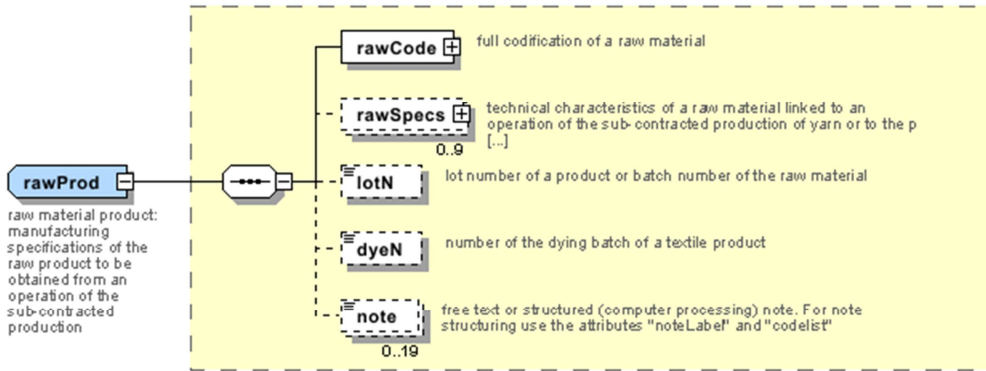 rawCode
full codification of a raw material
rawSpecs
technical characteristics of a raw material linked to an
operation of the sub-contracted production of yarn or to the p
[...]
0..9
rawProd
raw material product:
manufacturing
specifications of the
raw product to be
obtained from an
operation of the
sub-contracted
production
lotN
lot number of a product or batch number of the raw material
dyeN
number of the dying batch of a textile product
note
free text or structured (computer processing) note. For note
structuring use the attributes "noteLabel" and "codelist"
0..19